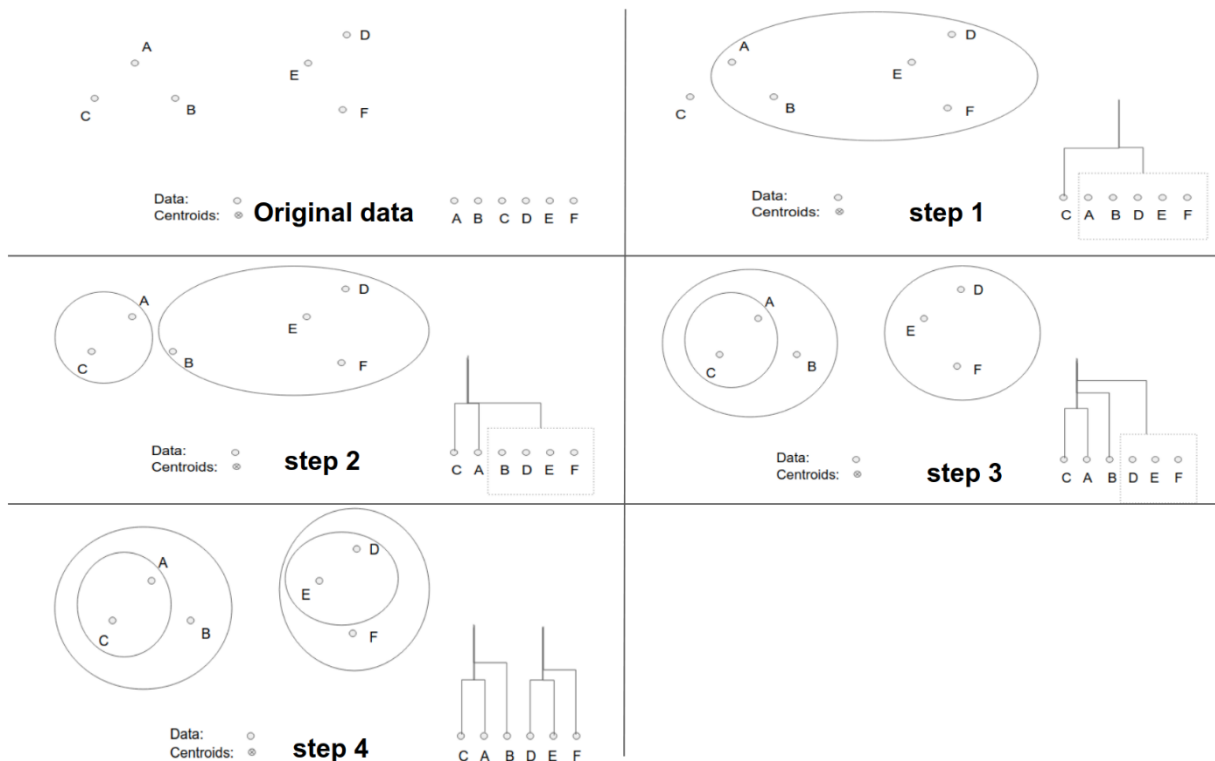 A
D
E
C
B
F
Data:
Centroids:
Original data
A B C D E F
A
D
E
C
B
F
step 1
C A B D E F
A
D
E
C
B
F
Data:
Centroids:
step 2
C A B D E F
A
D
E
C
B
F
Data:
Centroids:
step 3
C A B D E F
A
D
E
C
B
F
Data:
Centroids:
step 4
C A B D E F
Data:
Centroids: